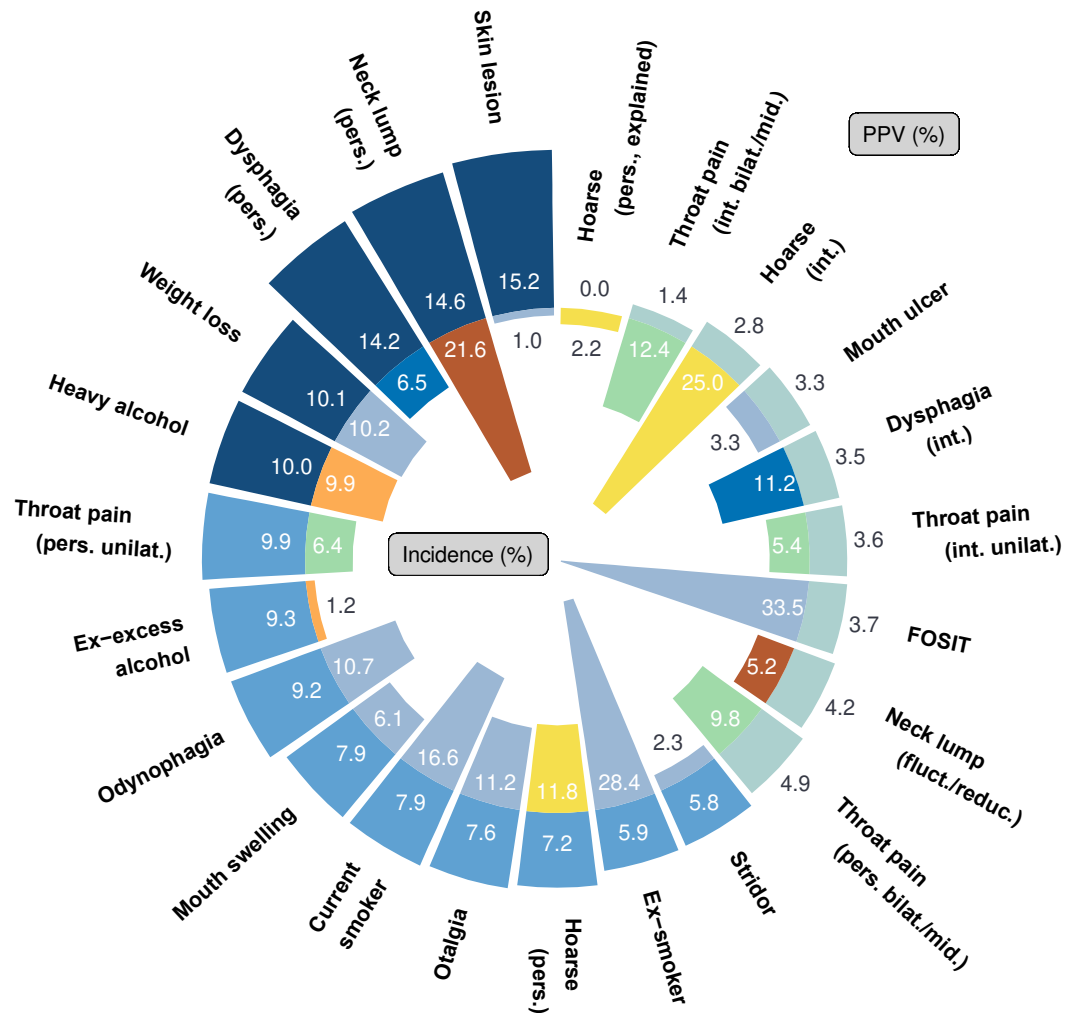 PPV (%)
Incidence (%)
Skin lesion
15.2
1.0
Hoarse
(pers., explained)
0.0
2.2
Throat pain
(int. bilat./mid.)
1.4
12.4
Hoarse
(int.)
2.8
25.0
Mouth ulcer
3.3
3.3
Dysphagia
(int.)
3.5
11.2
Throat pain
(int. unilat.)
3.6
5.4
FOSIT
3.7
33.5
Neck lump
(fluct./reduc.)
4.2
5.2
Throat pain
(pers. bilat./mid.)
4.9
9.8
Stridor
5.8
2.3
Ex−smoker
5.9
28.4
Hoarse
(pers.)
7.2
11.8
Otalgia
7.6
11.2
Current
smoker
7.9
16.6
Mouth swelling
7.9
6.1
Odynophagia
9.2
10.7
Ex−excess
alcohol
9.3
1.2
Throat pain
(pers. unilat.)
9.9
6.4
Heavy alcohol
10.0
9.9
Weight loss
10.1
10.2
Dysphagia
(pers.)
14.2
6.5
Neck lump
(pers.)
14.6
21.6